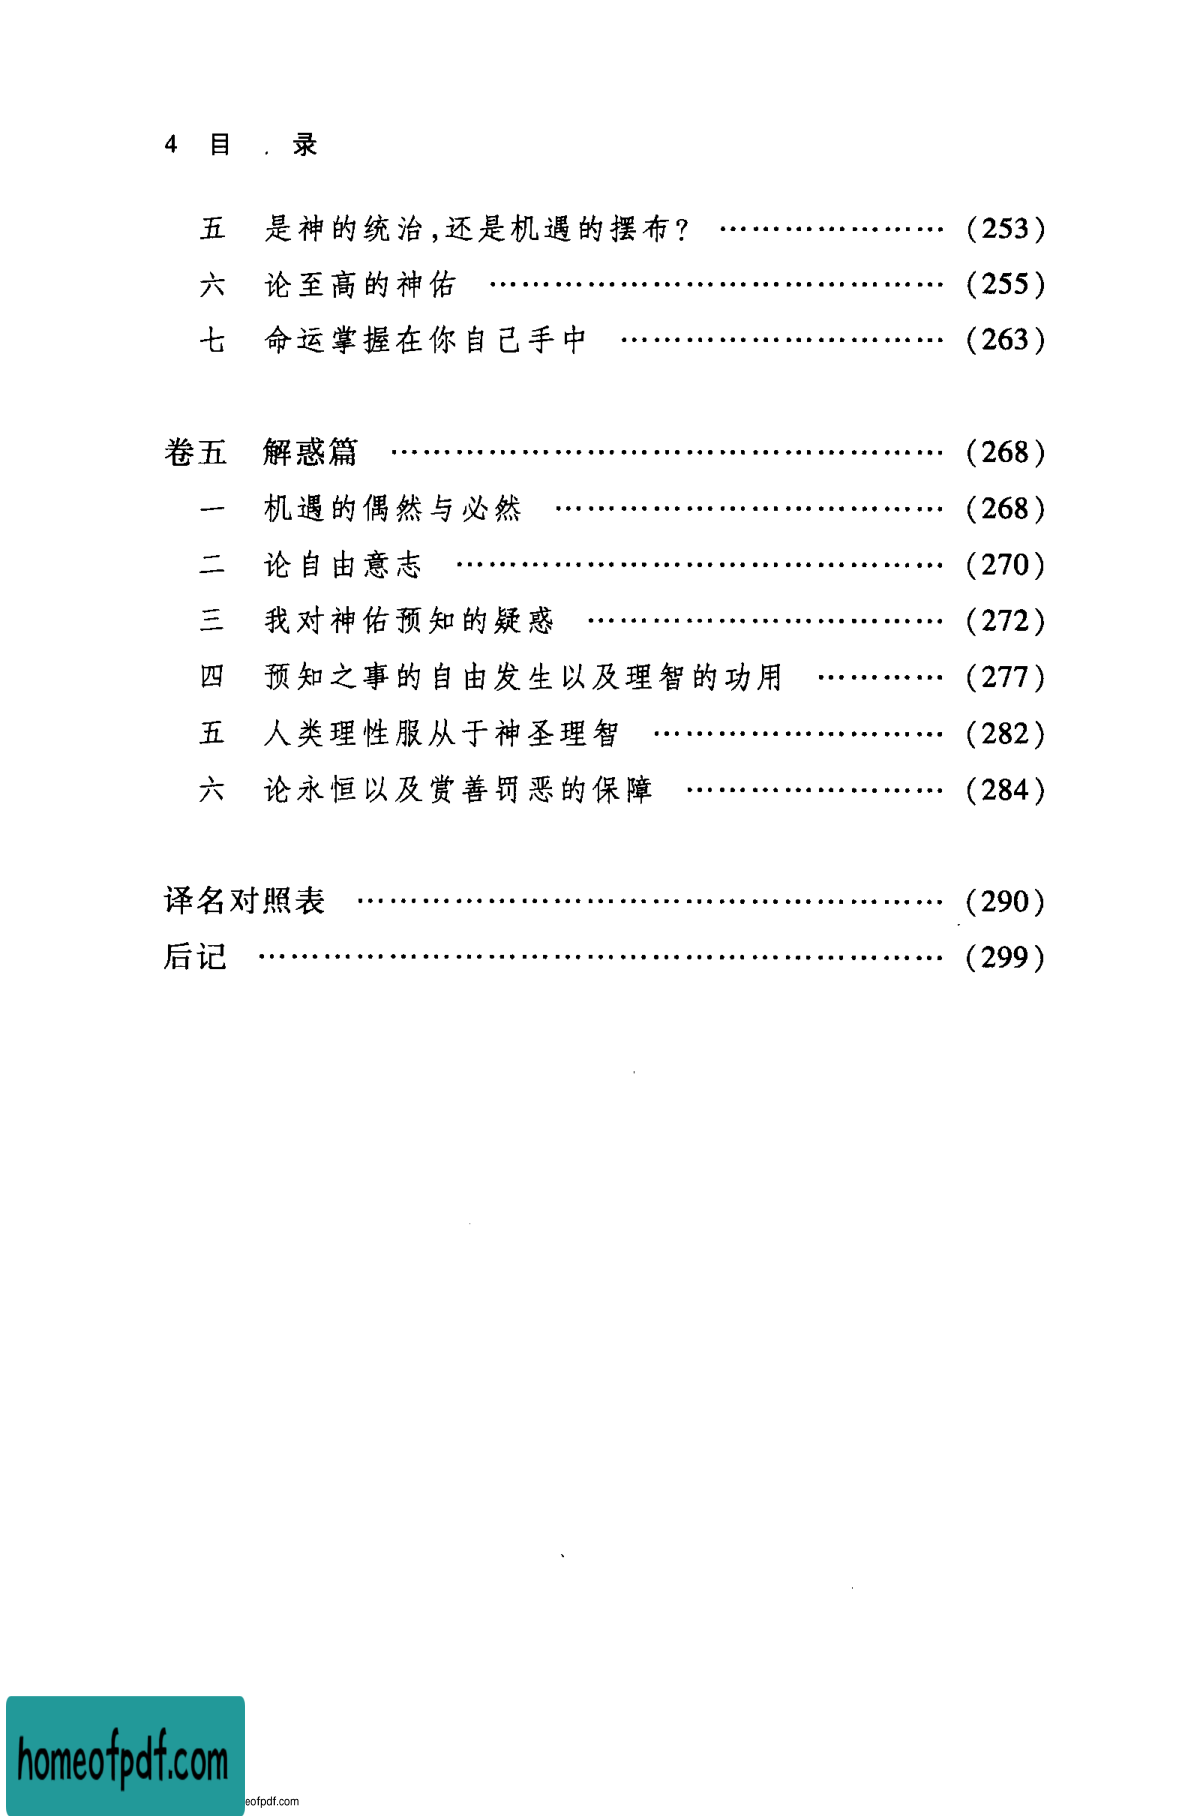 4 目 录
五 是神的统治,还是机遇的摆布? ………………… (253)
六 论至高的神佑 …………………………………… (255)
七 命运掌握在你自己手中 ………………………… (263)
卷五 解惑篇 …………………………………………… (268)
一 机遇的偶然与必然 ……………………………… (268)
二 论自由意志 ……………………………………… (270)
三 我对神佑预知的疑惑 …………………………… (272)
四 预知之事的自由发生以及理智的功用 ………… (277)
五 人类理性服从于神圣理智 ……………………… (282)
六 论永恒以及赏善罚恶的保障 …………………… (284)
译名对照表 ……………………………………………… (290)
后记 ……………………………………………………… (299)
homeofpdf.com
eofpdf.com